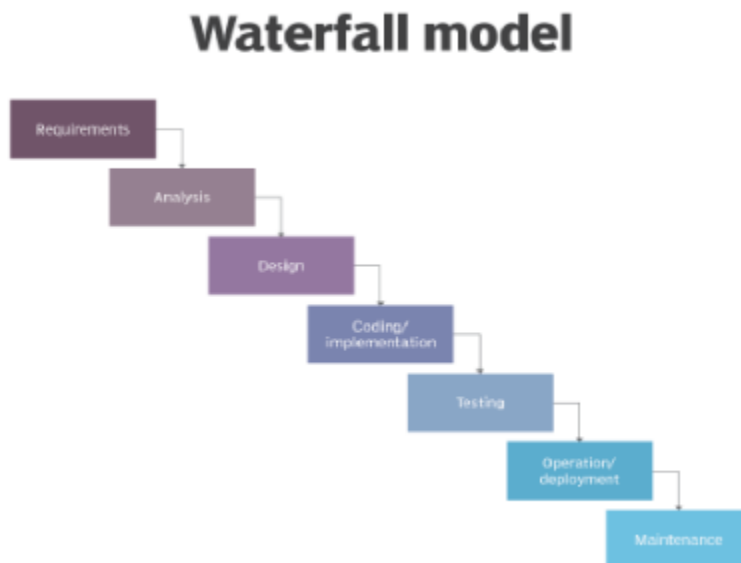 Waterfall model
Requirements
Analysis
Design
Coding/
implementation
Testing
Operation/
deployment
Maintenance